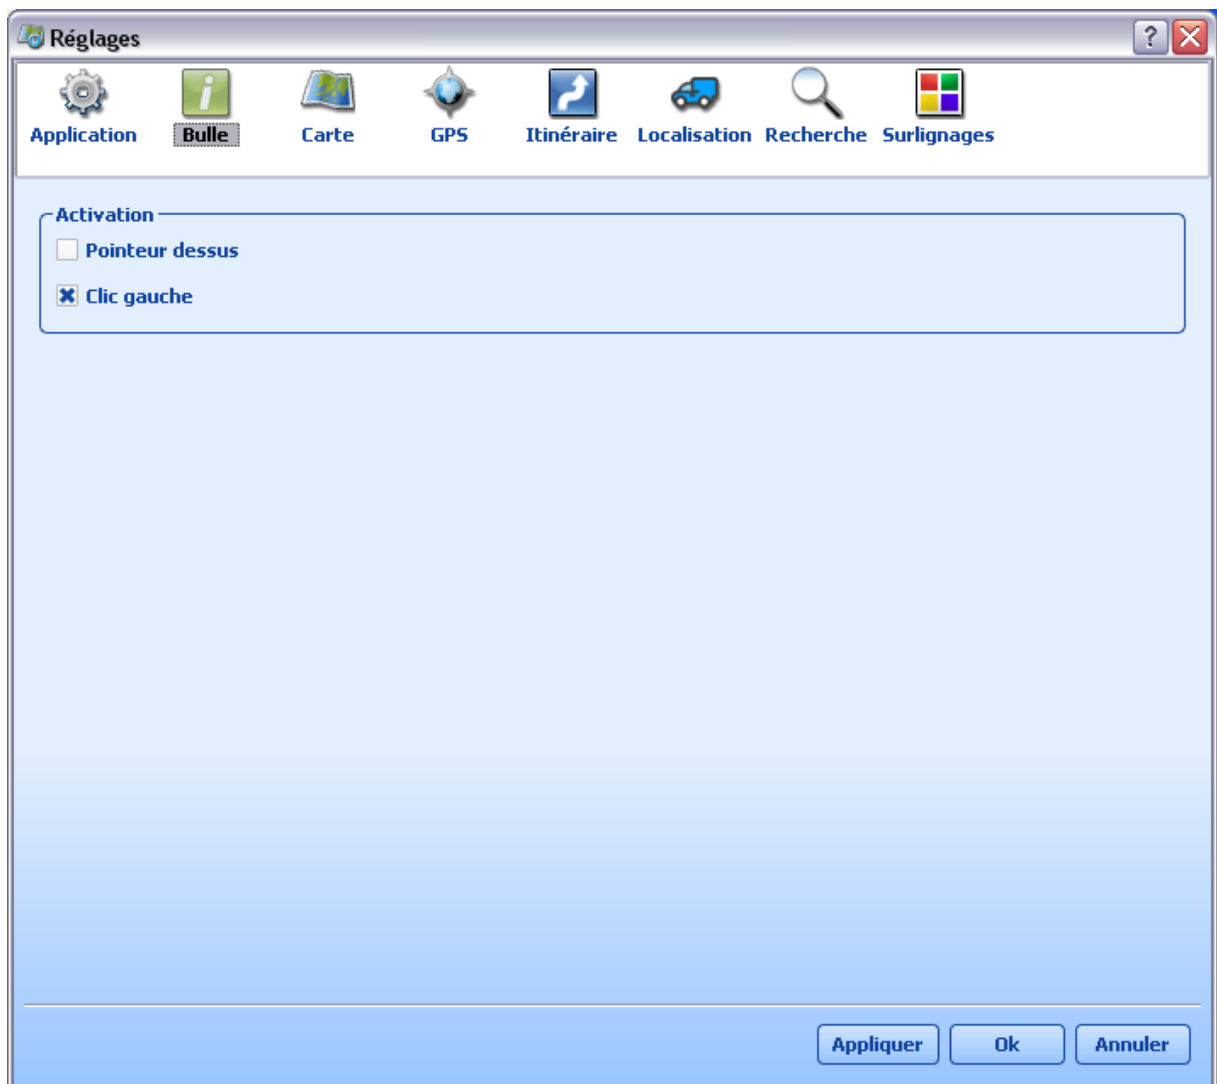 Réglages
Application Bulle Carte GPS Itinéraire Localisation Recherche Surlignages
Activation
Pointeur dessus
Clic gauche
Appliquer Ok Annuler